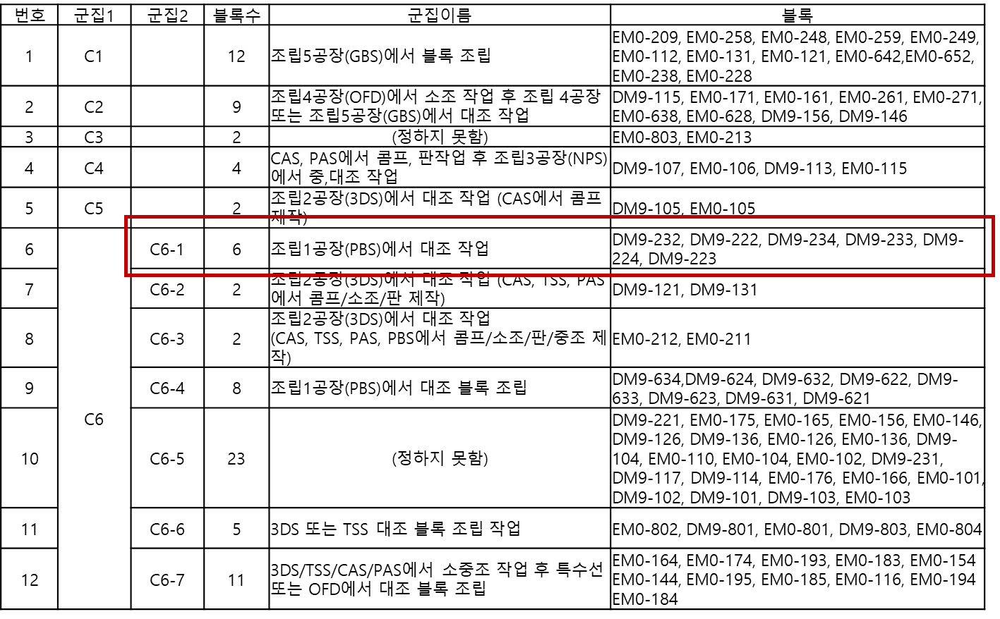 번호 군집1 군집2 블록수 군집이름 블록
1 C1 12 조립5공장(GBS)에서 블록 조립 EM0-209, EM0-258, EM0-248, EM0-259, EM0-249,
EM0-112, EM0-131, EM0-121, EM0-642,EM0-652,
EM0-238, EM0-228
2 C2 9 조립4공장(OFD)에서 소조 작업 후 조립 4공장 DM9-115, EM0-171, EM0-161, EM0-261, EM0-271,
또는 조립5공장(GBS)에서 대조 작업 EM0-638, EM0-628, DM9-156, DM9-146
3 C3 2 (정하지 못함) EM0-803, EM0-213
4 C4 4 CAS, PAS에서 콤프, 판작업 후 조립3공장(NPS) DM9-107, EM0-106, DM9-113, EM0-115
에서 중,대조 작업
5 C5 2 조립2공장(3DS)에서 대조 작업 (CAS에서 콤프 DM9-105, EM0-105
제작)
6 C6-1 6 조립1공장(PBS)에서 대조 작업 DM9-232, DM9-222, DM9-234, DM9-233, DM9-
224, DM9-223
7 C6-2 2 조립2공장(3DS)에서 대조 작업 (CAS, TSS, PAS DM9-121, DM9-131
에서 콤프/소조/판 제작)
8 C6-3 2 조립2공장(3DS)에서 대조 작업 EM0-212, EM0-211
(CAS, TSS, PAS, PBS에서 콤프/소조/판/중조 제
작)
9 C6-4 8 조립1공장(PBS)에서 대조 블록 조립 DM9-634,DM9-624, DM9-632, DM9-622, DM9-
633, DM9-623, DM9-631, DM9-621
C6
10 C6-5 23 (정하지 못함) DM9-221, EM0-175, EM0-165, EM0-156, EM0-146,
DM9-126, DM9-136, EM0-126, EM0-136, DM9-
104, EM0-110, EM0-104, EM0-102, DM9-231,
DM9-117, DM9-114, EM0-176, EM0-166, EM0-101,
DM9-102, DM9-101, DM9-103, EM0-103
11 C6-6 5 3DS 또는 TSS 대조 블록 조립 작업 EM0-802, DM9-801, EM0-801, DM9-803, EM0-804
12 C6-7 11 3DS/TSS/CAS/PAS에서 소중조 작업 후 특수선 EM0-164, EM0-174, EM0-193, EM0-183, EM0-154
또는 OFD에서 대조 블록 조립 EM0-144, EM0-195, EM0-185, EM0-116, EM0-194
EM0-184